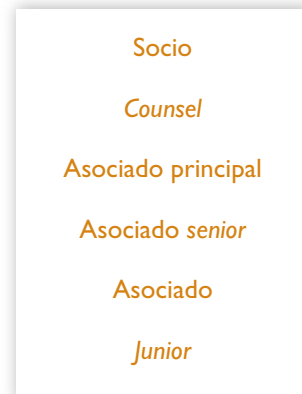 Socio
Counsel
Asociado principal
Asociado senior
Asociado
Junior